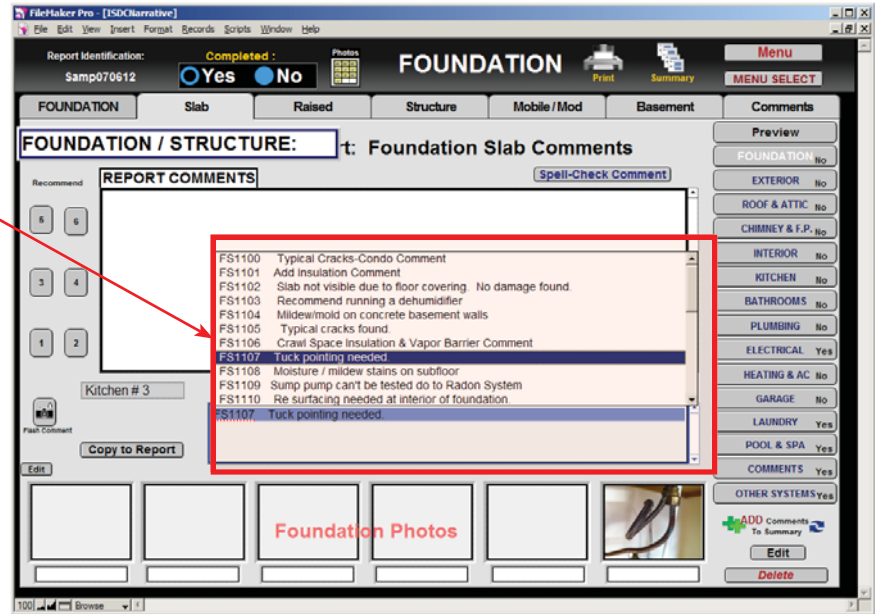 FileMaker Pro - [ISDCNarrative]
File Edit View Insert Format Records Scripts Window Help
Report Identification:
Samp070612
Completed :
Yes No
Photos
FOUNDATION
Print
Summary
Menu
MENU SELECT
FOUNDATION Slab Raised Structure Mobile / Mod Basement Comments
FOUNDATION / STRUCTURE:
rt: Foundation Slab Comments
Recommend
REPORT COMMENTS
Spell-Check Comment
5 6
3 4
1 2
FS1100 Typical Cracks-Condo Comment
FS1101 Add Insulation Comment
FS1102 Slab not visible due to floor covering. No damage found.
FS1103 Recommend running a dehumidifier
FS1104 Mildew/mold on concrete basement walls
FS1105 Typical cracks found.
FS1106 Crawl Space Insulation & Vapor Barrier Comment
FS1107 Tuck pointing needed.
FS1108 Moisture / mildew stains on subfloor
FS1109 Sump pump can't be tested do to Radon System
FS1110 Re surfacing needed at interior of foundation.
FS1107 Tuck pointing needed.
Kitchen # 3
Flash Comment
Copy to Report
Edit
Foundation Photos
Preview
FOUNDATION No
EXTERIOR No
ROOF & ATTIC No
CHIMNEY & F.P. No
INTERIOR No
KITCHEN No
BATHROOMS No
PLUMBING No
ELECTRICAL Yes
HEATING & AC No
GARAGE No
LAUNDRY Yes
POOL & SPA Yes
COMMENTS Yes
OTHER SYSTEMS Yes
ADD Comments
To Summary
Edit
Delete
100 Browse